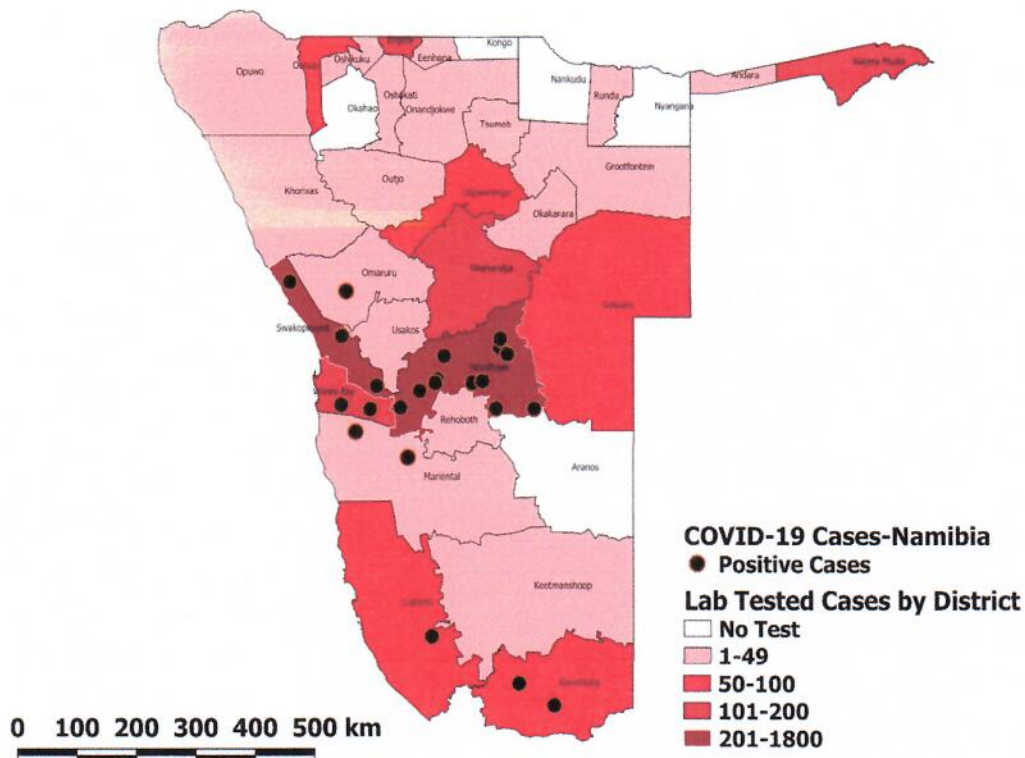 Kongo
Oshikuku
Eenhana
Opuwo
Nankudu
Andara
Oshakati
Rundu
Okahao
Onandjokwe
Nyangana
Tsumeb
Grootfontein
Outjo
Khorixas
Okakarara
Omaruru
Swakopmund
Usakos
Rehoboth
Aranos
Mariental
COVID-19 Cases-Namibia
Positive Cases
Keetmanshoop
Lab Tested Cases by District
No Test
1-49
50-100
101-200
201-1800
0 100 200 300 400 500 km